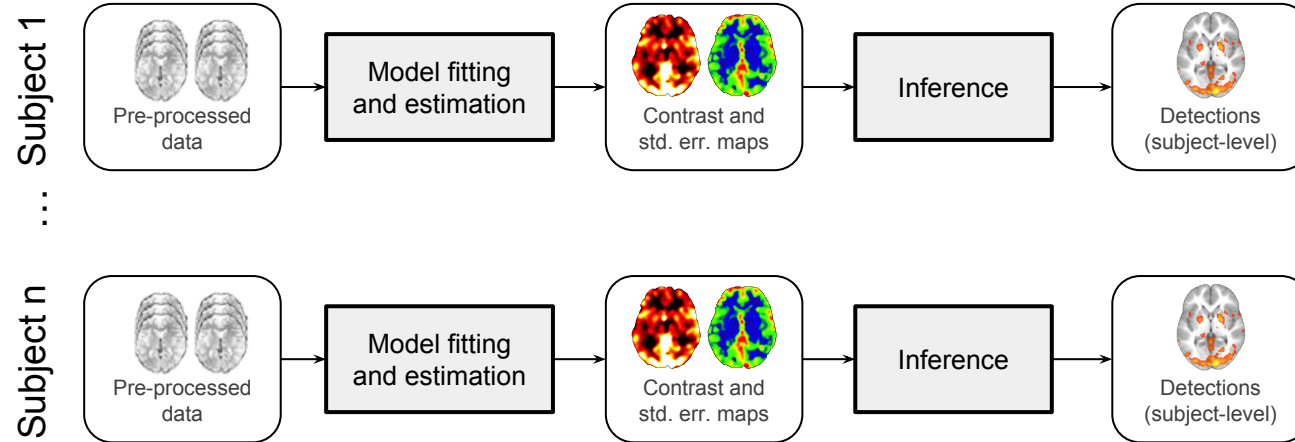 Subject 1
Pre-processed
data
Model fitting
and estimation
Contrast and
std. err. maps
Inference
Detections
(subject-level)
...
Subject n
Pre-processed
data
Model fitting
and estimation
Contrast and
std. err. maps
Inference
Detections
(subject-level)